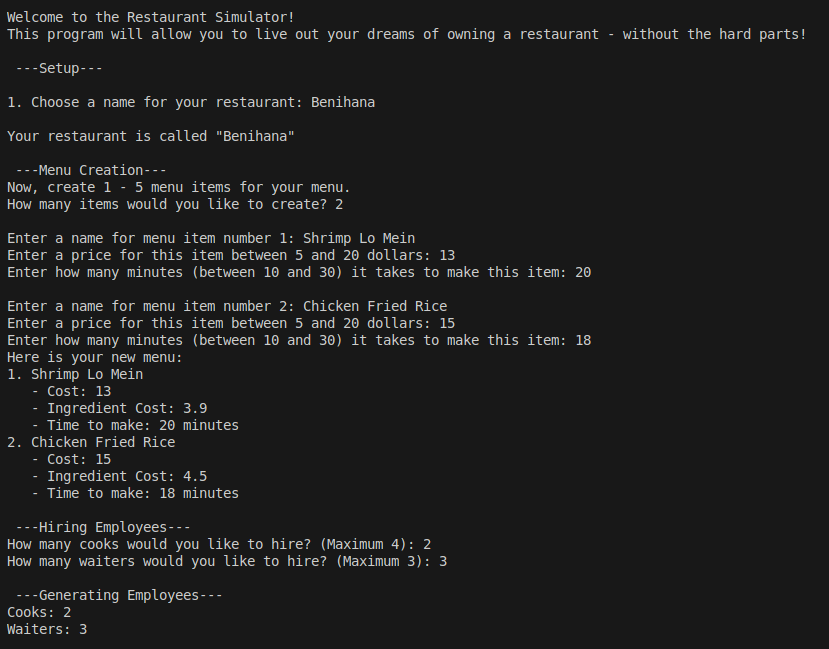 Welcome to the Restaurant Simulator!
This program will allow you to live out your dreams of owning a restaurant - without the hard parts!
---Setup---
1. Choose a name for your restaurant: Benihana
Your restaurant is called "Benihana"
---Menu Creation---
Now, create 1 - 5 menu items for your menu.
How many items would you like to create? 2
Enter a name for menu item number 1: Shrimp Lo Mein
Enter a price for this item between 5 and 20 dollars: 13
Enter how many minutes (between 10 and 30) it takes to make this item: 20
Enter a name for menu item number 2: Chicken Fried Rice
Enter a price for this item between 5 and 20 dollars: 15
Enter how many minutes (between 10 and 30) it takes to make this item: 18
Here is your new menu:
1. Shrimp Lo Mein
- Cost: 13
- Ingredient Cost: 3.9
- Time to make: 20 minutes
2. Chicken Fried Rice
- Cost: 15
- Ingredient Cost: 4.5
- Time to make: 18 minutes
---Hiring Employees---
How many cooks would you like to hire? (Maximum 4): 2
How many waiters would you like to hire? (Maximum 3): 3
---Generating Employees---
Cooks: 2
Waiters: 3